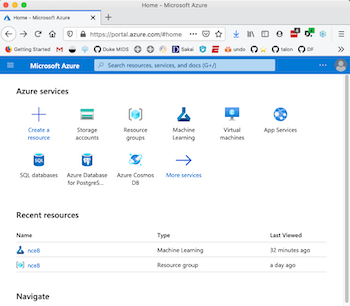 Home - Microsoft Azure
Home - Microsoft Azure
https://portal.azure.com/#home
Getting Started
Duke MIDS
Sakai
undo
talon
DF
Microsoft Azure
Search resources, services, and docs (G+/)
Azure services
Create a resource
Storage accounts
Resource groups
Machine Learning
Virtual machines
App Services
SQL databases
Azure Database for PostgreS...
Azure Cosmos DB
More services
Recent resources
Name Type Last Viewed
nce8 Machine Learning 32 minutes ago
nce8 Resource group a day ago
Navigate